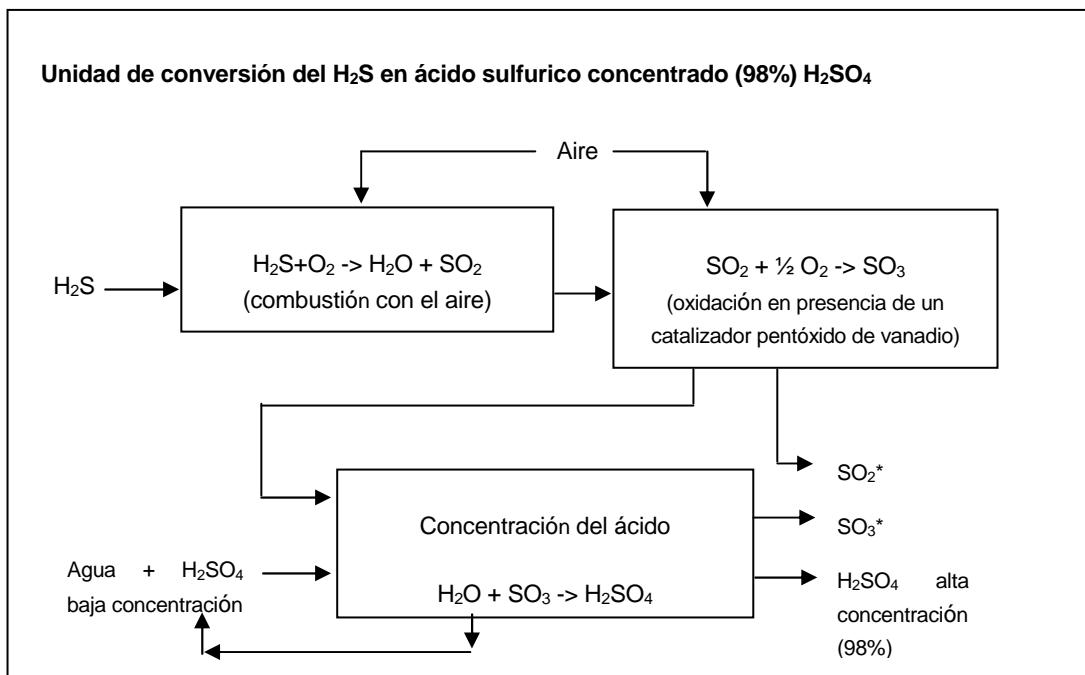 Unidad de conversión del H₂S en ácido sulfurico concentrado (98%) H₂SO₄
Aire
H₂S
H₂S+O₂ -> H₂O + SO₂
(combustión con el aire)
SO₂ + ½ O₂ -> SO₃
(oxidación en presencia de un
catalizador pentóxido de vanadio)
SO₂*
SO₃*
Concentración del ácido
H₂O + SO₃ -> H₂SO₄
Agua + H₂SO₄
baja concentración
H₂SO₄ alta
concentración
(98%)